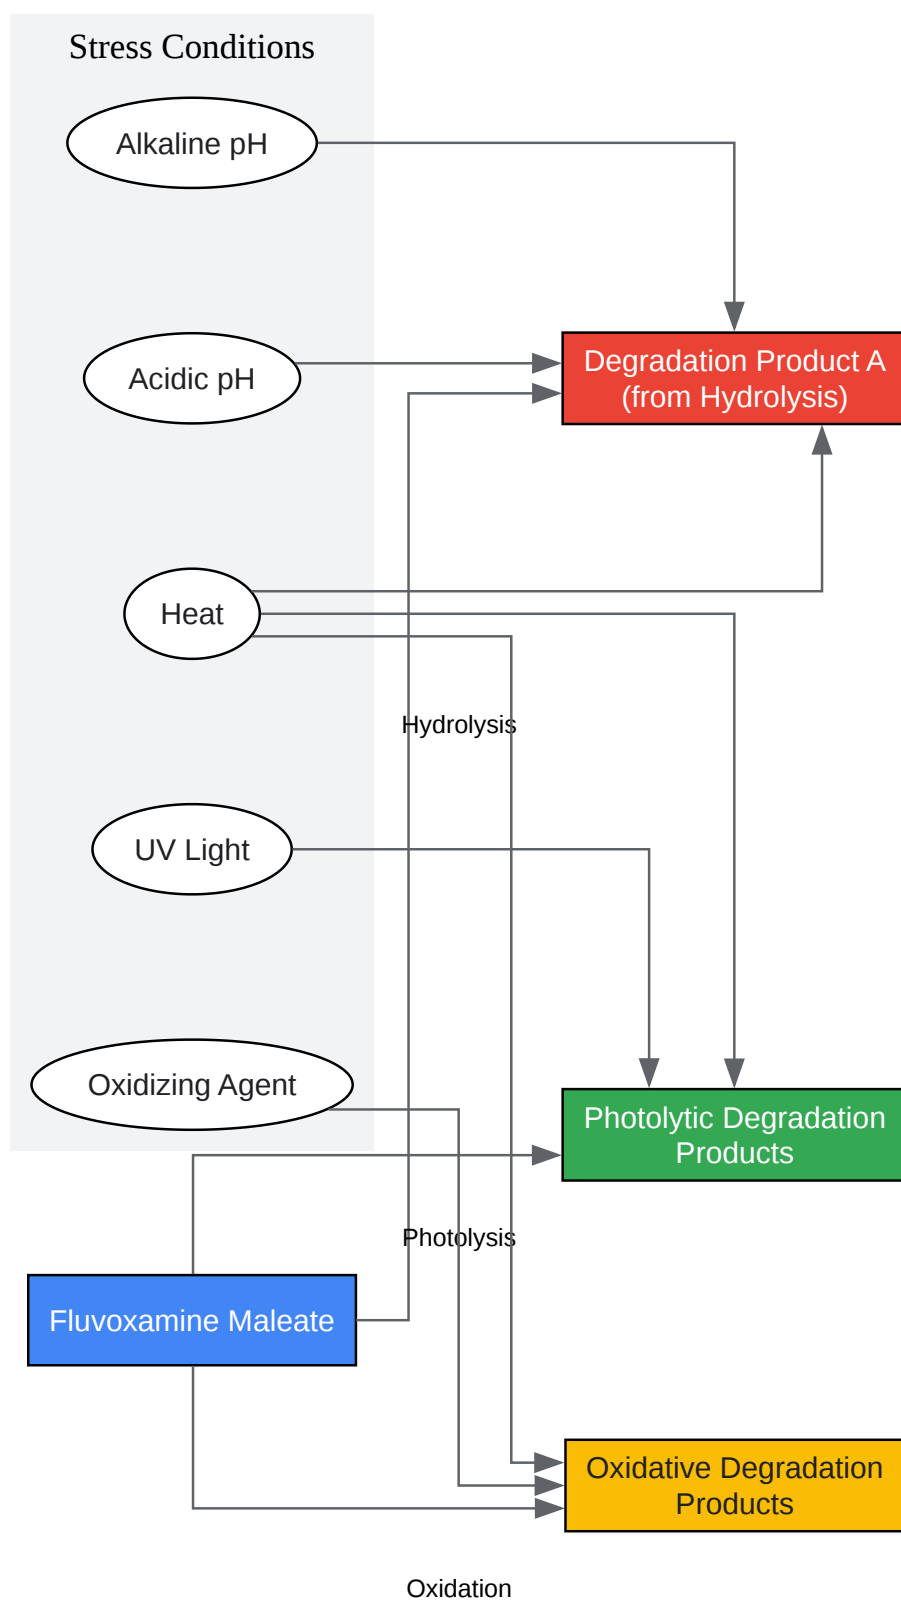 Stress Conditions
Alkaline pH
Acidic pH
Degradation Product A
(from Hydrolysis)
Heat
Hydrolysis
UV Light
Oxidizing Agent
Photolytic Degradation
Products
Photolysis
Fluvoxamine Maleate
Oxidative Degradation
Products
Oxidation